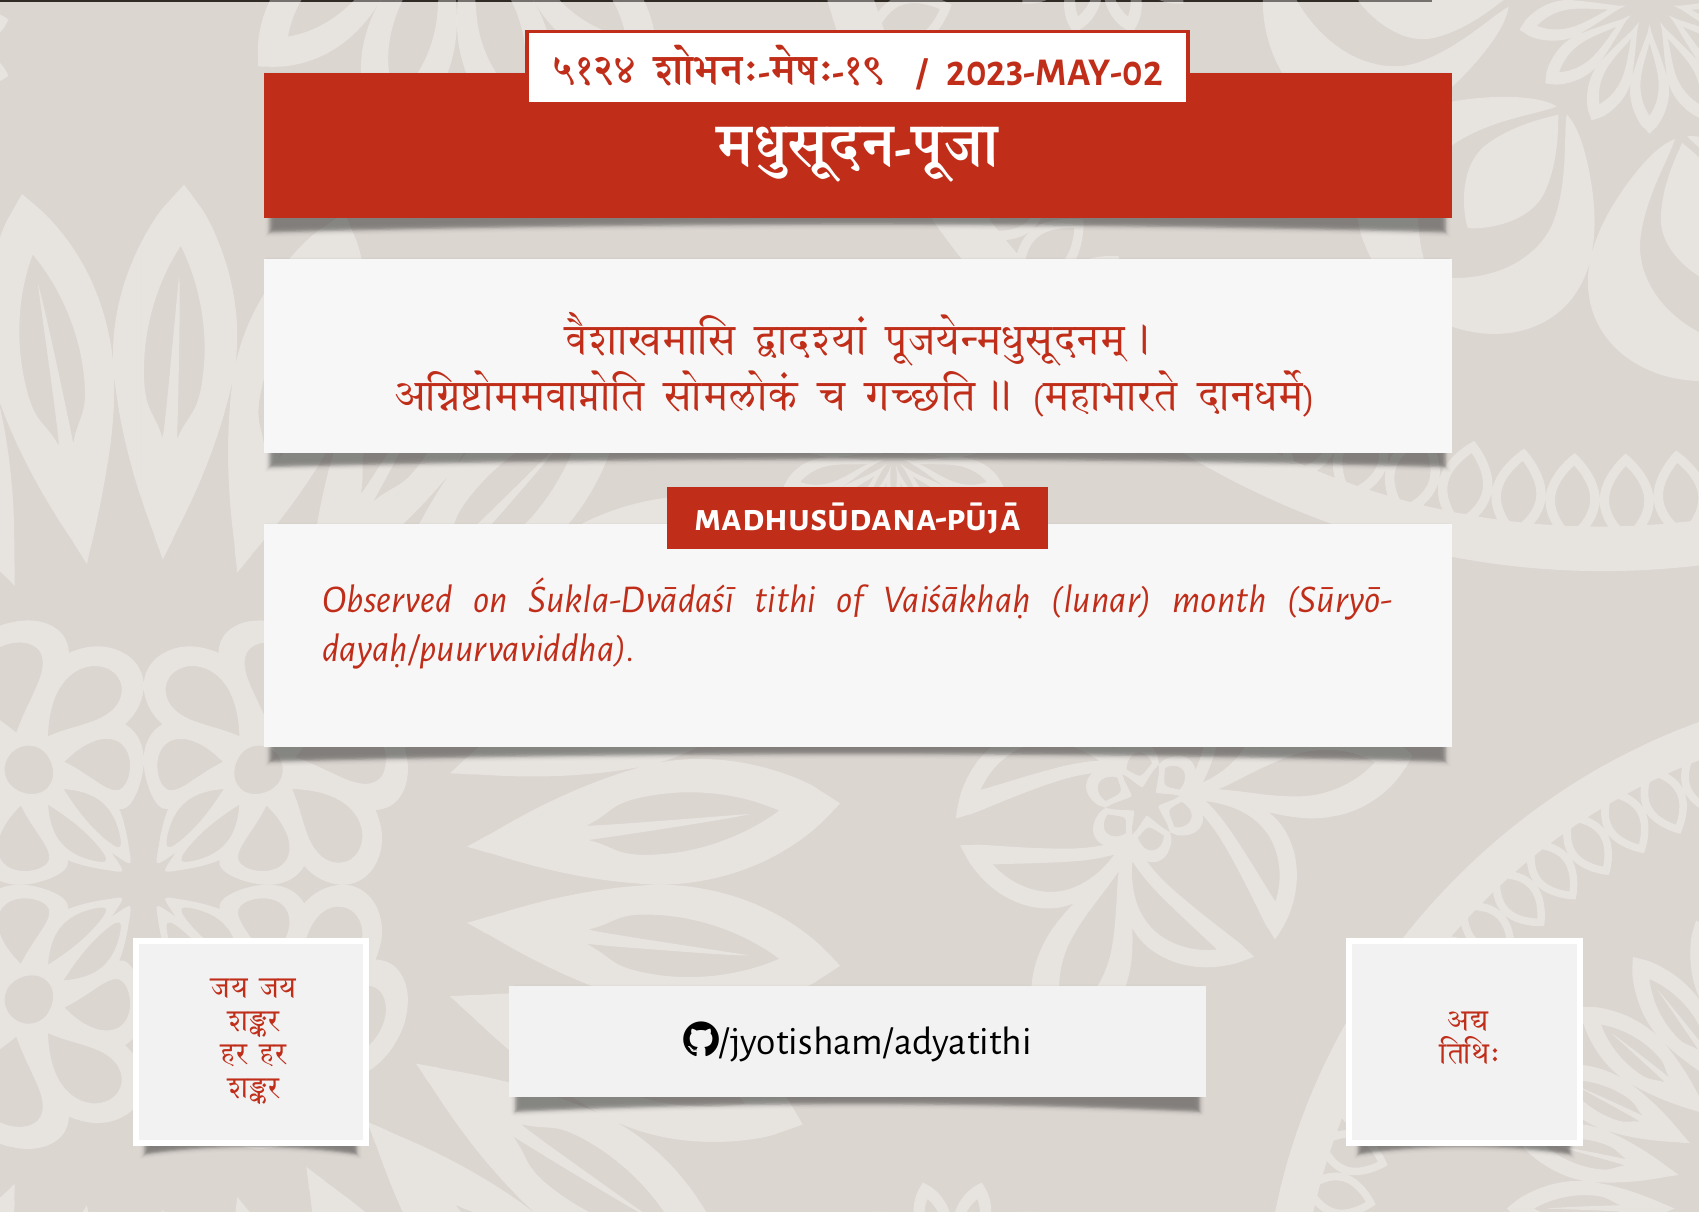 ५१२४ शोभनः-मेषः-१९ / 2023-MAY-02
मधुसूदन-पूजा
वैशाखमासि द्वादश्यां पूजयेन्मधुसूदनम् ।
अग्निष्टोममवाप्नोति सोमलोकं च गच्छति ॥ (महाभारते दानधर्मे)
MADHUSŪDANA-PŪJĀ
Observed on Śukla-Dvādaśī tithi of Vaiśākhaḥ (lunar) month (Sūryō-
dayaḥ/puurvaviddha).
जय जय
शङ्कर
हर हर
शङ्कर
/jyotisham/adyatithi
अद्य
तिथिः